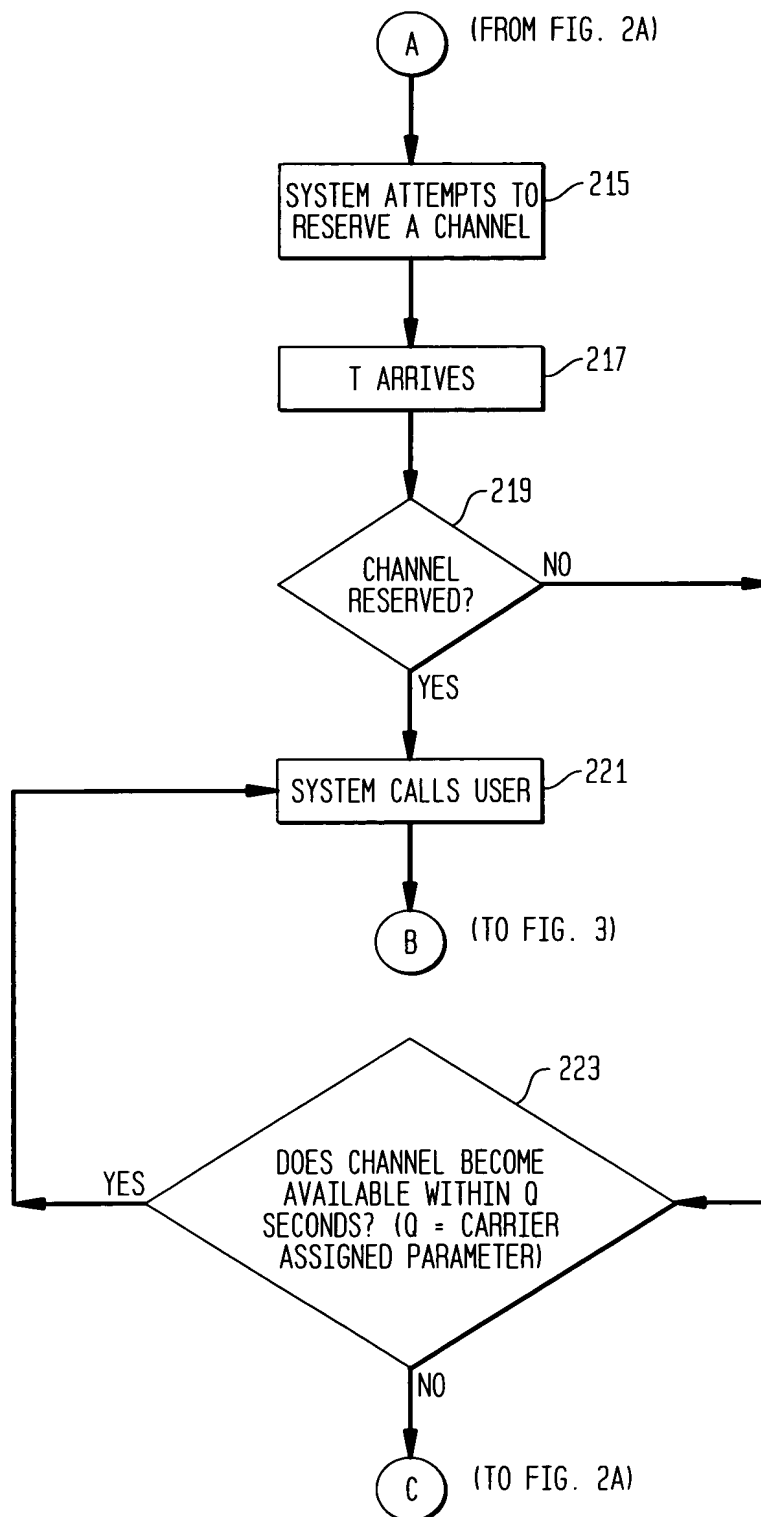 A (FROM FIG. 2A)
SYSTEM ATTEMPTS TO
RESERVE A CHANNEL
215
T ARRIVES
217
219
CHANNEL
RESERVED?
NO
YES
SYSTEM CALLS USER
221
B (TO FIG. 3)
223
DOES CHANNEL BECOME
AVAILABLE WITHIN Q
SECONDS? (Q = CARRIER
ASSIGNED PARAMETER)
YES
NO
C (TO FIG. 2A)